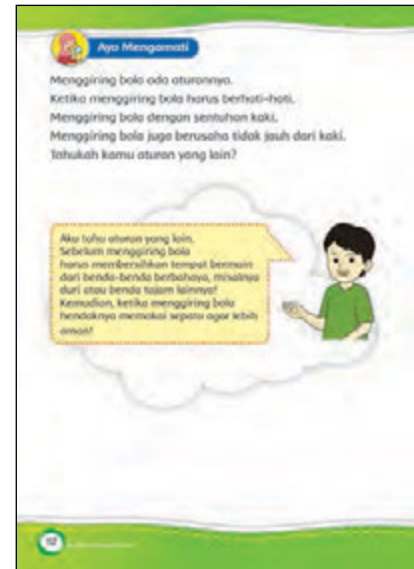 Ayo Mengamati
Menggiring bola ada aturannya.
Ketika menggiring bola harus berhati-hati.
Menggiring bola dengan sentuhan kaki.
Menggiring bola juga berusaha tidak jauh dari kaki.
Tahukah kamu aturan yang lain?
Aku tahu aturan yang lain.
Sebelum menggiring bola
harus membersihkan tempat bermain
dari benda-benda berbahaya, misalnya
duri atau benda tajam lainnya!
Kemudian, ketika menggiring bola
hendaknya memakai sepatu agar lebih
aman!